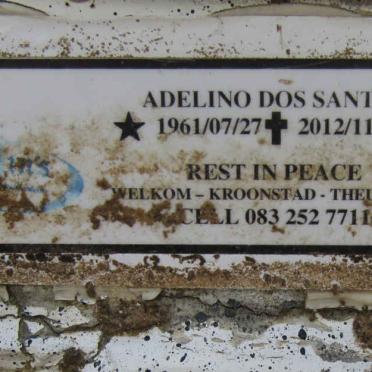 ADELINO DOS SANT
1961/07/27 2012/11
REST IN PEACE
WELKOM – KROONSTAD - THEU
CELL 083 252 7711